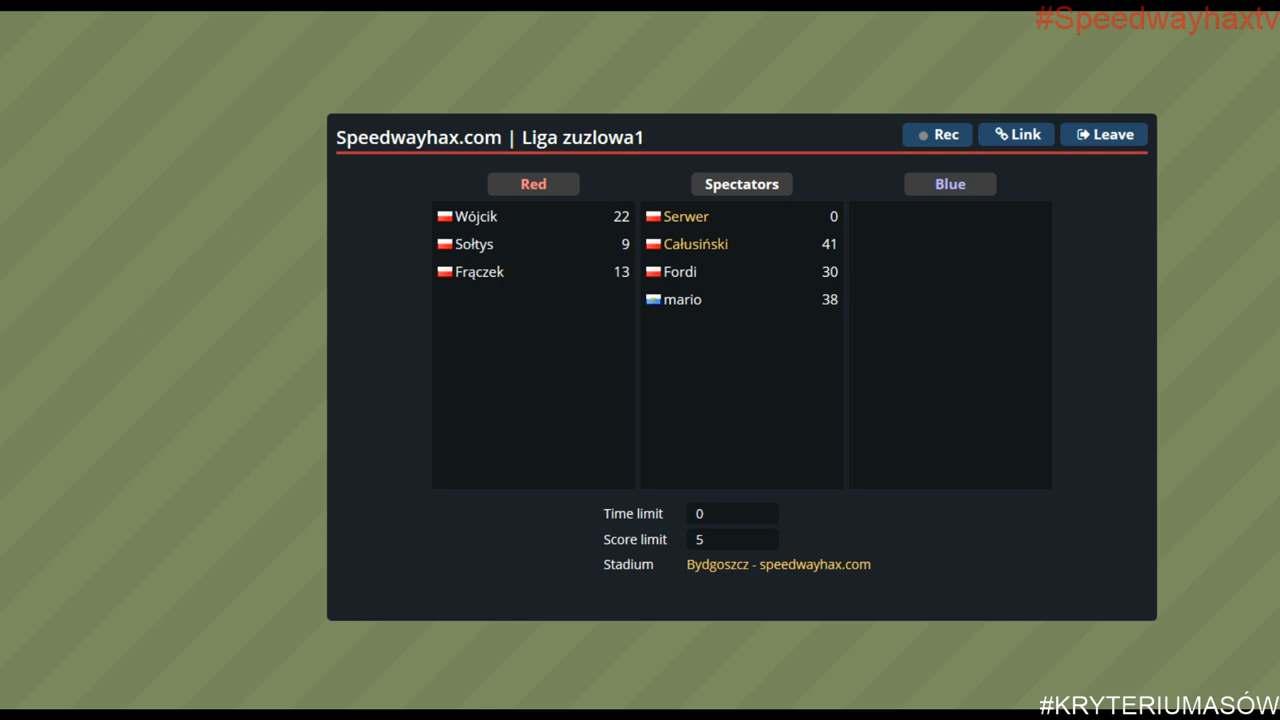 #Speedwayhaxtv
Speedwayhax.com | Liga zuzlowa1
Rec
Link
Leave
Red
Spectators
Blue
Wójcik 22
Sołtys 9
Frączek 13
Serwer 0
Całusiński 41
Fordi 30
mario 38
Time limit 0
Score limit 5
Stadium Bydgoszcz - speedwayhax.com
#KRYTERIUMASÓW